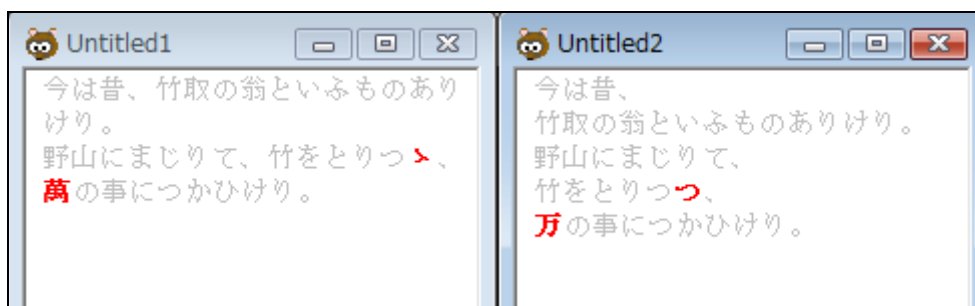 Untitled1
今は昔、竹取の翁といふものあり
けり。
野山にまじりて、竹をとりつゝ、
萬の事につかひけり。
Untitled2
今は昔、
竹取の翁といふものありけり。
野山にまじりて、
竹をとりつつ、
万の事につかひけり。